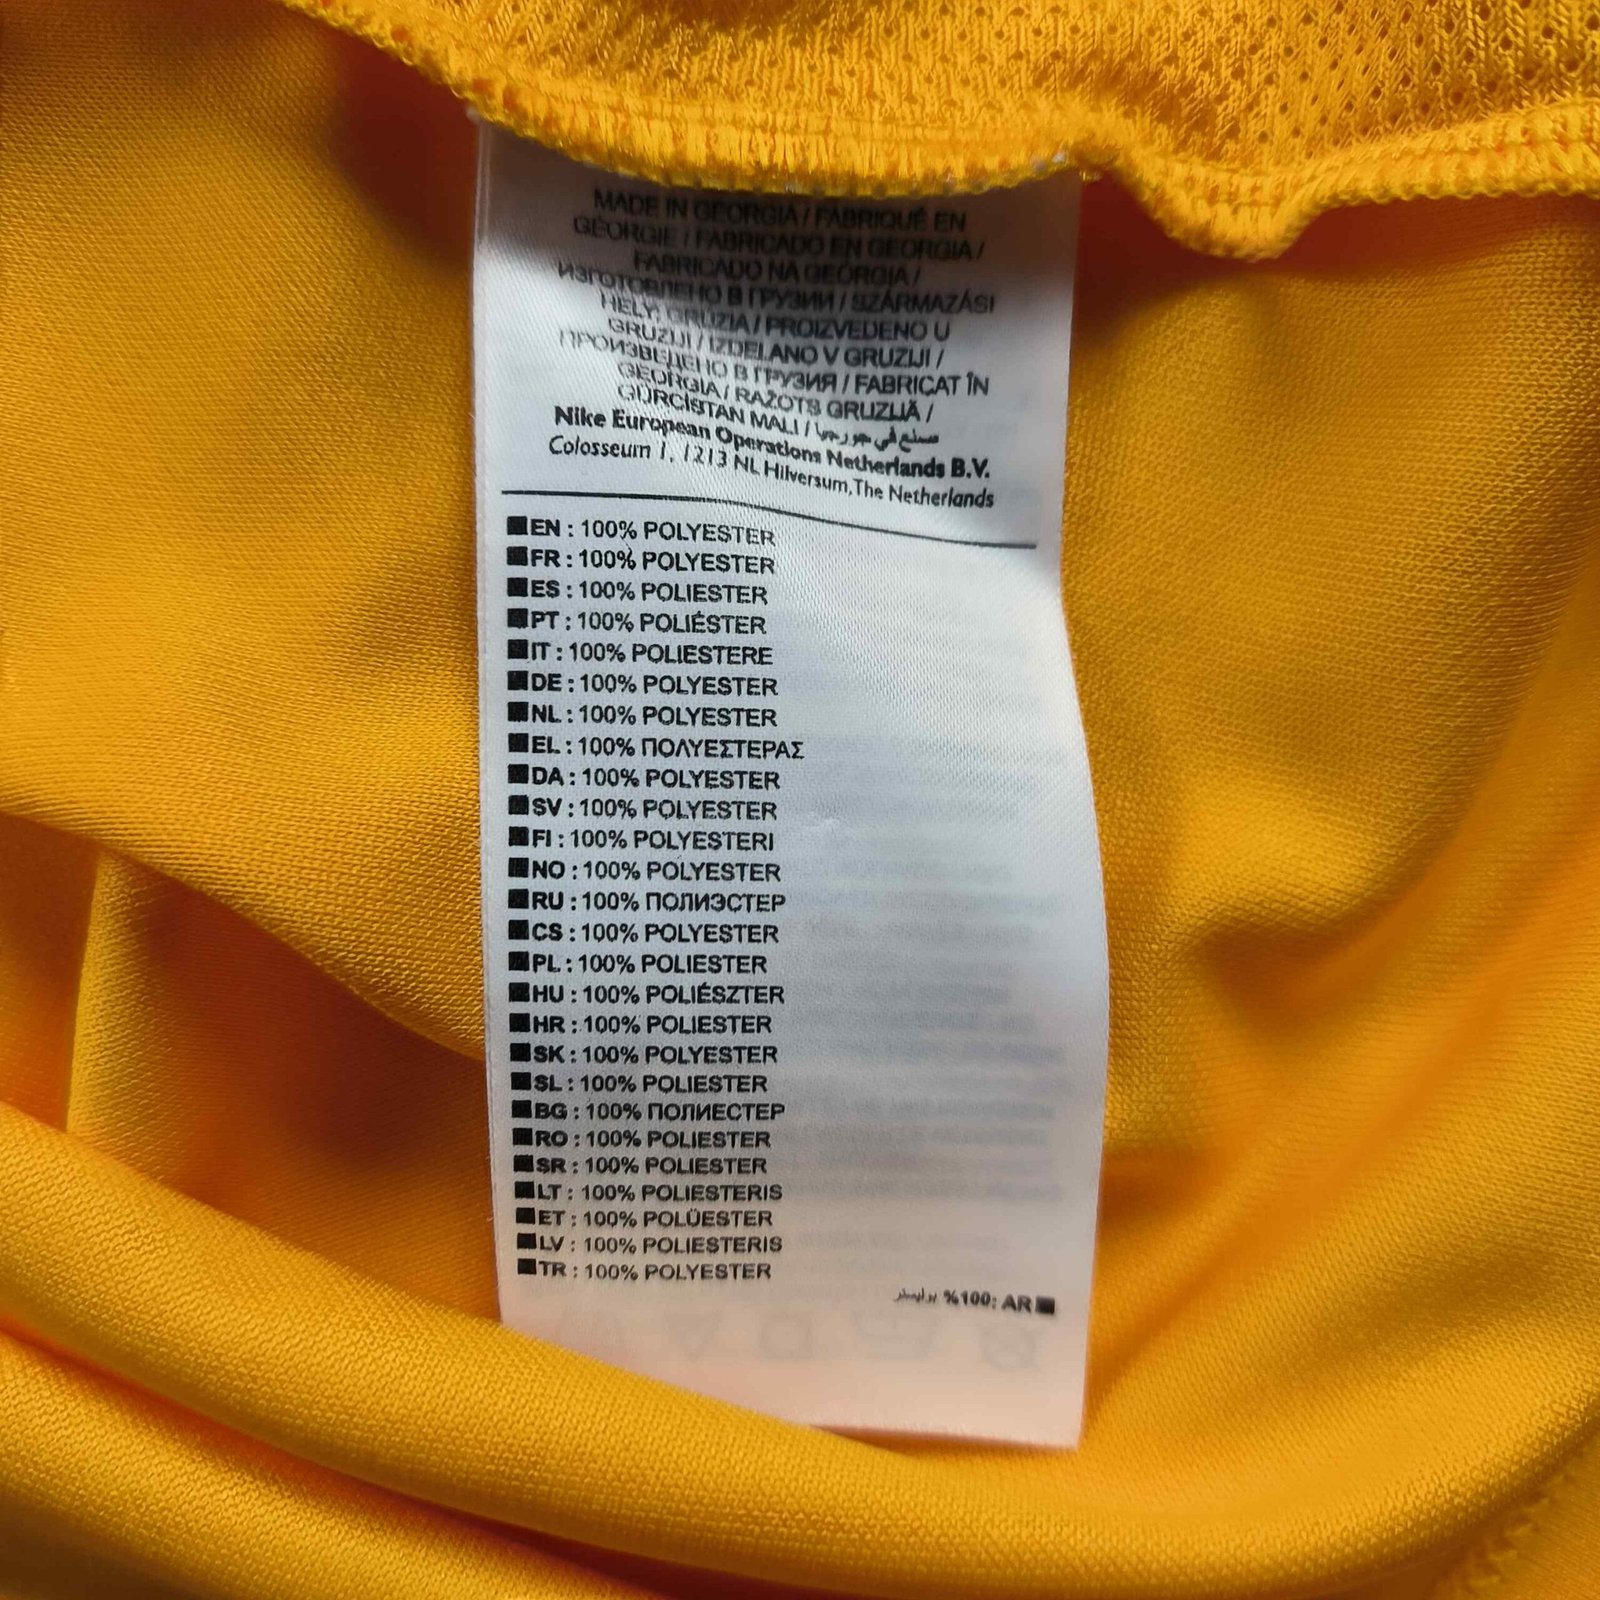 MADE IN GEORGIA / FABRIQUÉ EN
GÉORGIE / FABRICADO EN GEORGIA /
FABRICADO NA GEÓRGIA /
ИЗГОТОВЛЕНО В ГРУЗИИ / SZÁRMAZÁSI
HELY: GRUZIA / PROIZVEDENO U
GRUZIJI / IZDELANO V GRUZIJI /
ПРОИЗВЕДЕНО В ГРУЗИЯ / FABRICAT ÎN
GEORGIA / RAŽOTS GRUZIJĀ /
GÜRCİSTAN MALI / صنع في جورجيا
Nike European Operations Netherlands B.V.
Colosseum 1, 1213 NL Hilversum, The Netherlands
EN : 100% POLYESTER
FR : 100% POLYESTER
ES : 100% POLIESTER
PT : 100% POLIÉSTER
IT : 100% POLIESTERE
DE : 100% POLYESTER
NL : 100% POLYESTER
EL : 100% ΠΟΛΥΕΣΤΕΡΑΣ
DA : 100% POLYESTER
SV : 100% POLYESTER
FI : 100% POLYESTERI
NO : 100% POLYESTER
RU : 100% ПОЛИЭСТЕР
CS : 100% POLYESTER
PL : 100% POLIESTER
HU : 100% POLIÉSZTER
HR : 100% POLIESTER
SK : 100% POLYESTER
SL : 100% POLIESTER
BG : 100% ПОЛИЕСТЕР
RO : 100% POLIESTER
SR : 100% POLIESTER
LT : 100% POLIESTERIS
ET : 100% POLÜESTER
LV : 100% POLIESTERIS
TR : 100% POLYESTER
AR :100% بوليستر